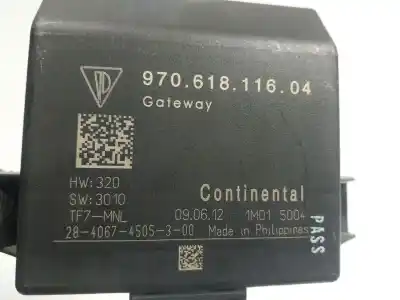 970.618.116.04
Gateway
HW:320
SW:3010
Continental
TF7-MNL 09.06.12 1M01 5004
28-4067-4505-3-00 Made in Philippines
PASS